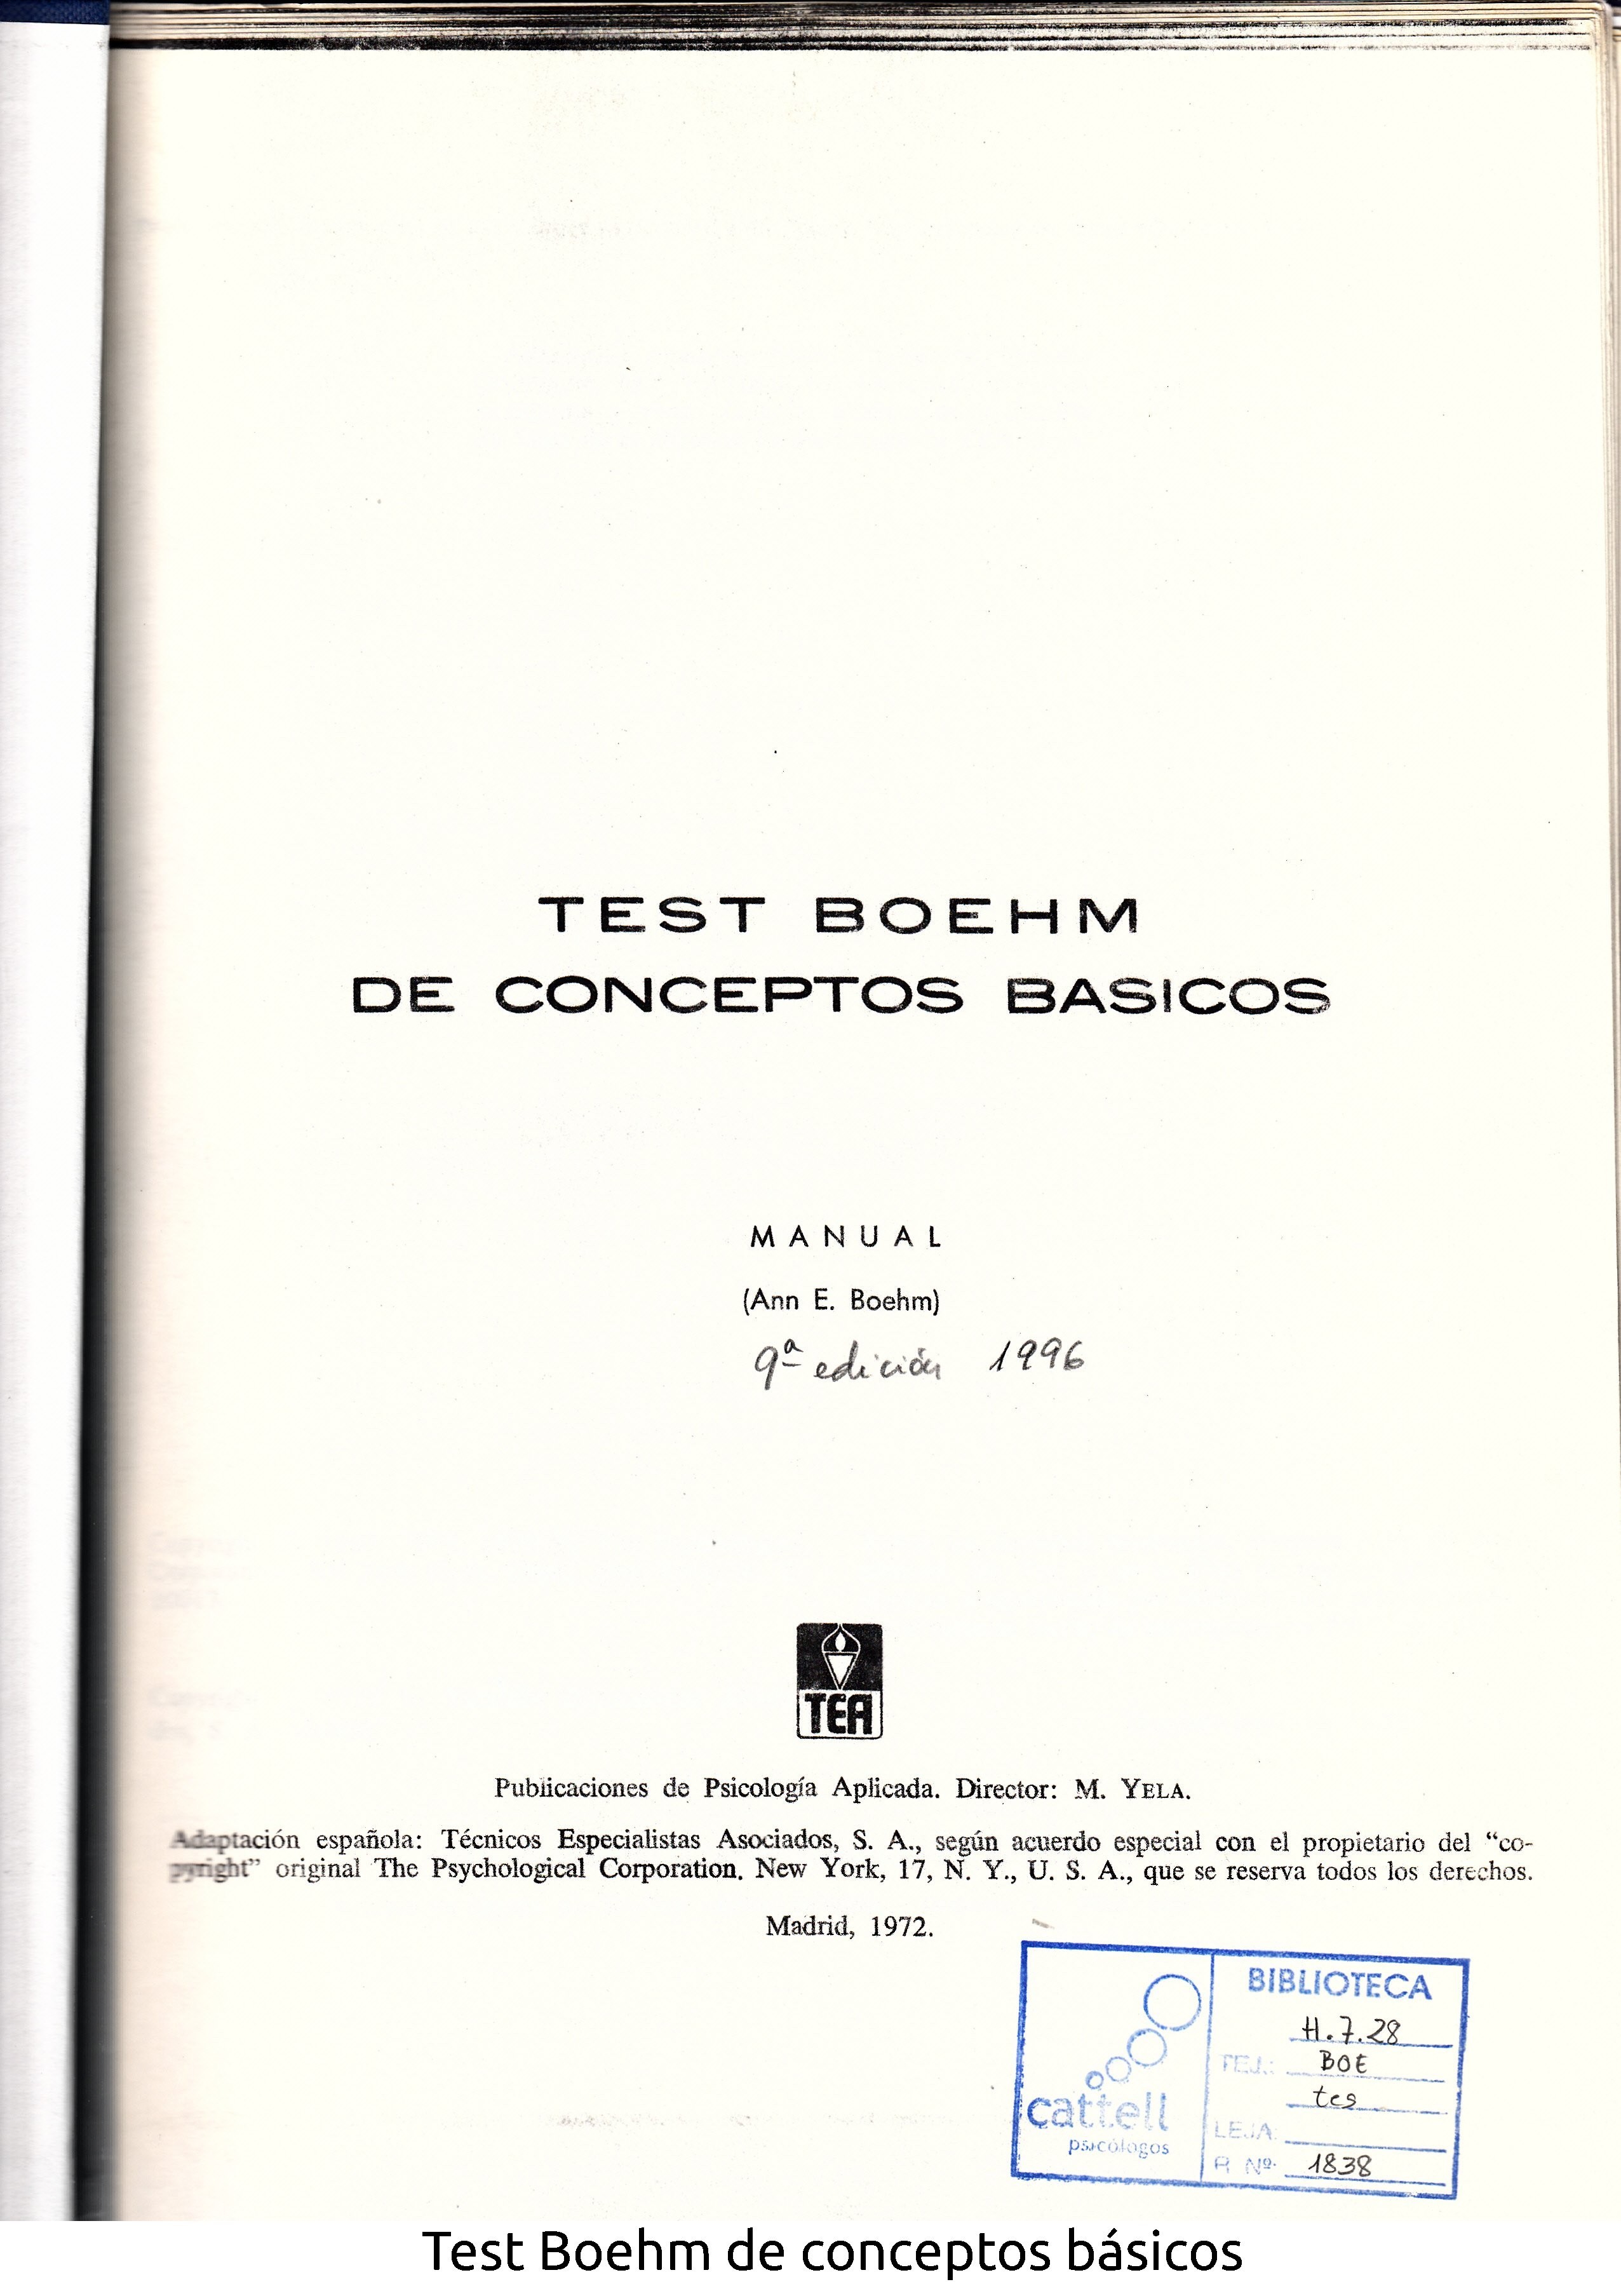 TEST BOEHM
DE CONCEPTOS BASICOS
MANUAL
(Ann E. Boehm)
9ª edición 1996
TEA
Publicaciones de Psicología Aplicada. Director: M. YELA.
Adaptación española: Técnicos Especialistas Asociados, S. A., según acuerdo especial con el propietario del “co-
pyright” original The Psychological Corporation. New York, 17, N. Y., U. S. A., que se reserva todos los derechos.
Madrid, 1972.
cattell
psicólogos
BIBLIOTECA
H.7.28
TEJ.: BOE
tes
LEJA:
R. Nº: 1838
Test Boehm de conceptos básicos